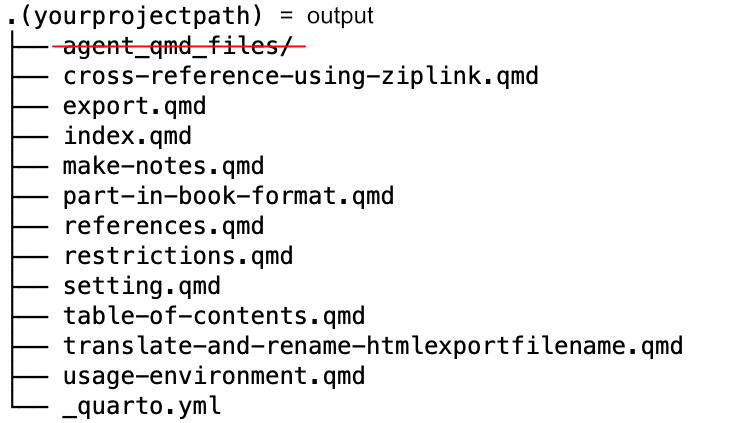 .(yourprojectpath) = output
├── agent_qmd_files/
├── cross-reference-using-ziplink.qmd
├── export.qmd
├── index.qmd
├── make-notes.qmd
├── part-in-book-format.qmd
├── references.qmd
├── restrictions.qmd
├── setting.qmd
├── table-of-contents.qmd
├── translate-and-rename-htmlexportfilename.qmd
├── usage-environment.qmd
└── _quarto.yml